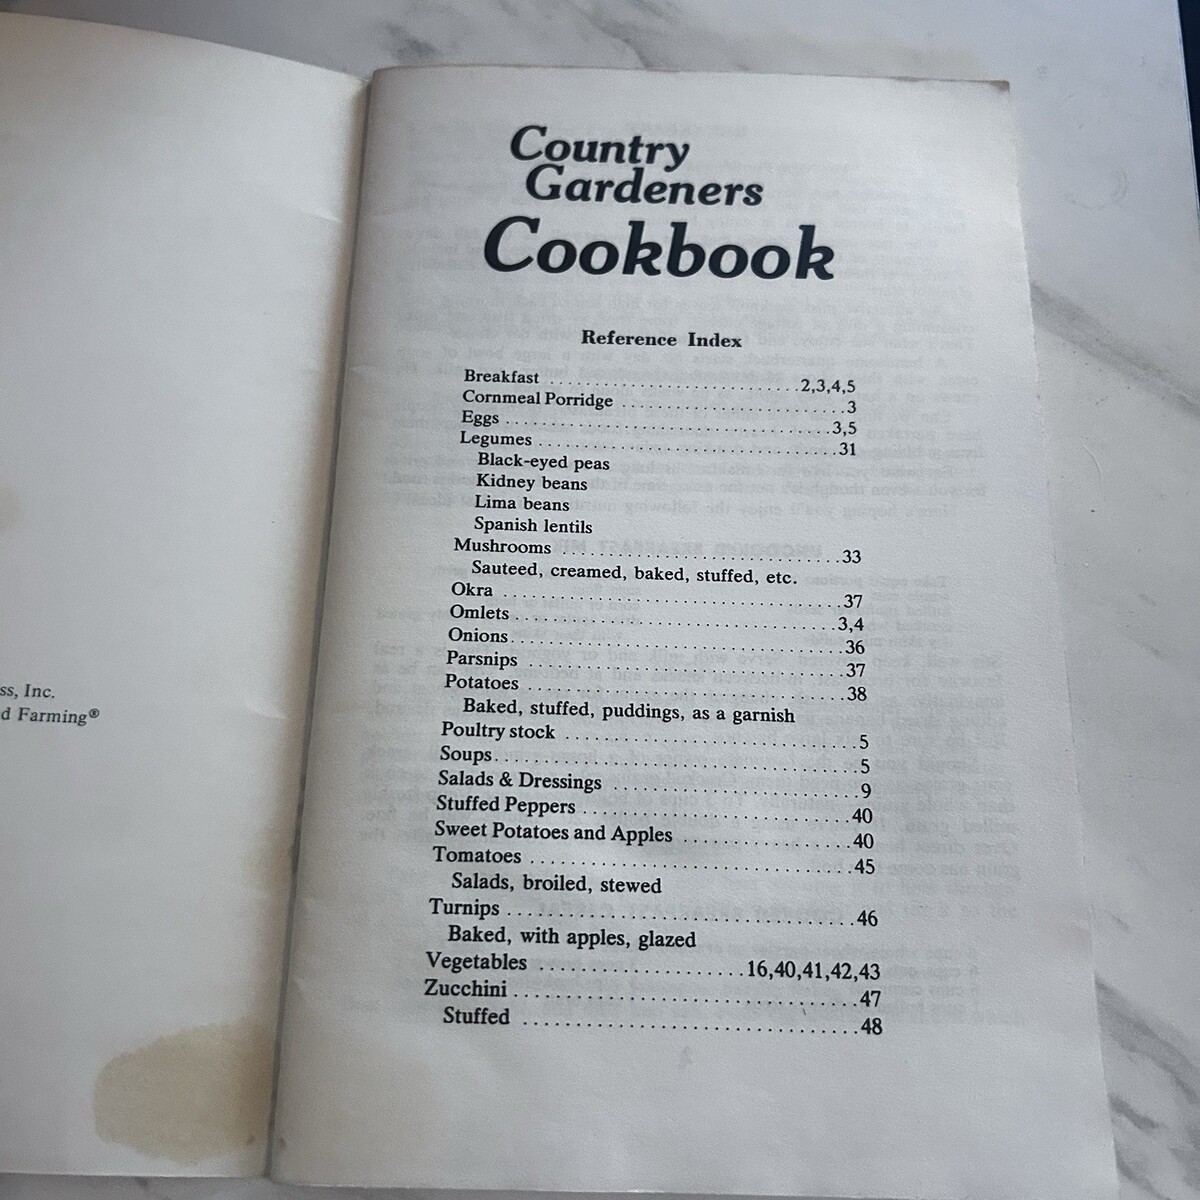 ss, Inc.
d Farming®
Country
Gardeners
Cookbook
Reference Index
Breakfast ..........................2,3,4,5
Cornmeal Porridge ........................3
Eggs ..................................3,5
Legumes ................................31
Black-eyed peas
Kidney beans
Lima beans
Spanish lentils
Mushrooms ..............................33
Sauteed, creamed, baked, stuffed, etc.
Okra ...................................37
Omlets .................................3,4
Onions..................................36
Parsnips ................................37
Potatoes ................................38
Baked, stuffed, puddings, as a garnish
Poultry stock .............................5
Soups...................................5
Salads & Dressings ........................9
Stuffed Peppers ..........................40
Sweet Potatoes and Apples ................40
Tomatoes ...............................45
Salads, broiled, stewed
Turnips .................................46
Baked, with apples, glazed
Vegetables ....................16,40,41,42,43
Zucchini .................................47
Stuffed ................................48